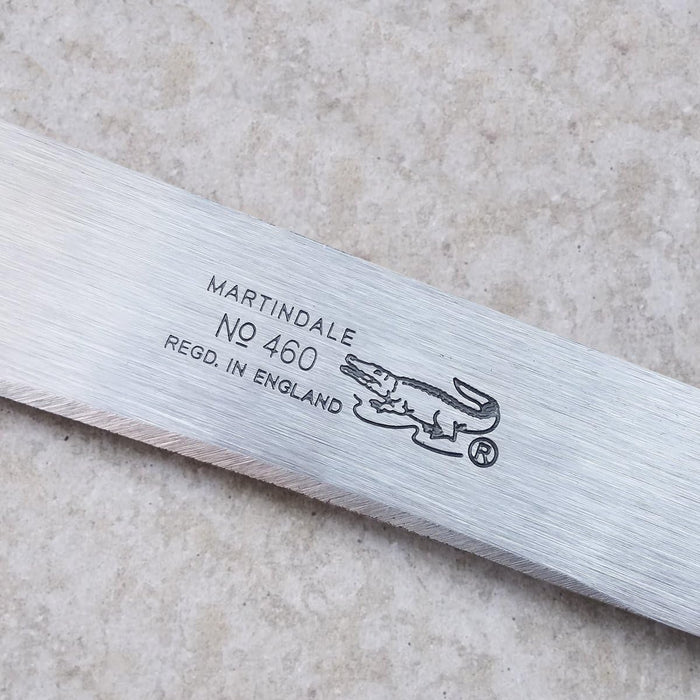 MARTINDALE
Nº 460
REGD. IN ENGLAND
®